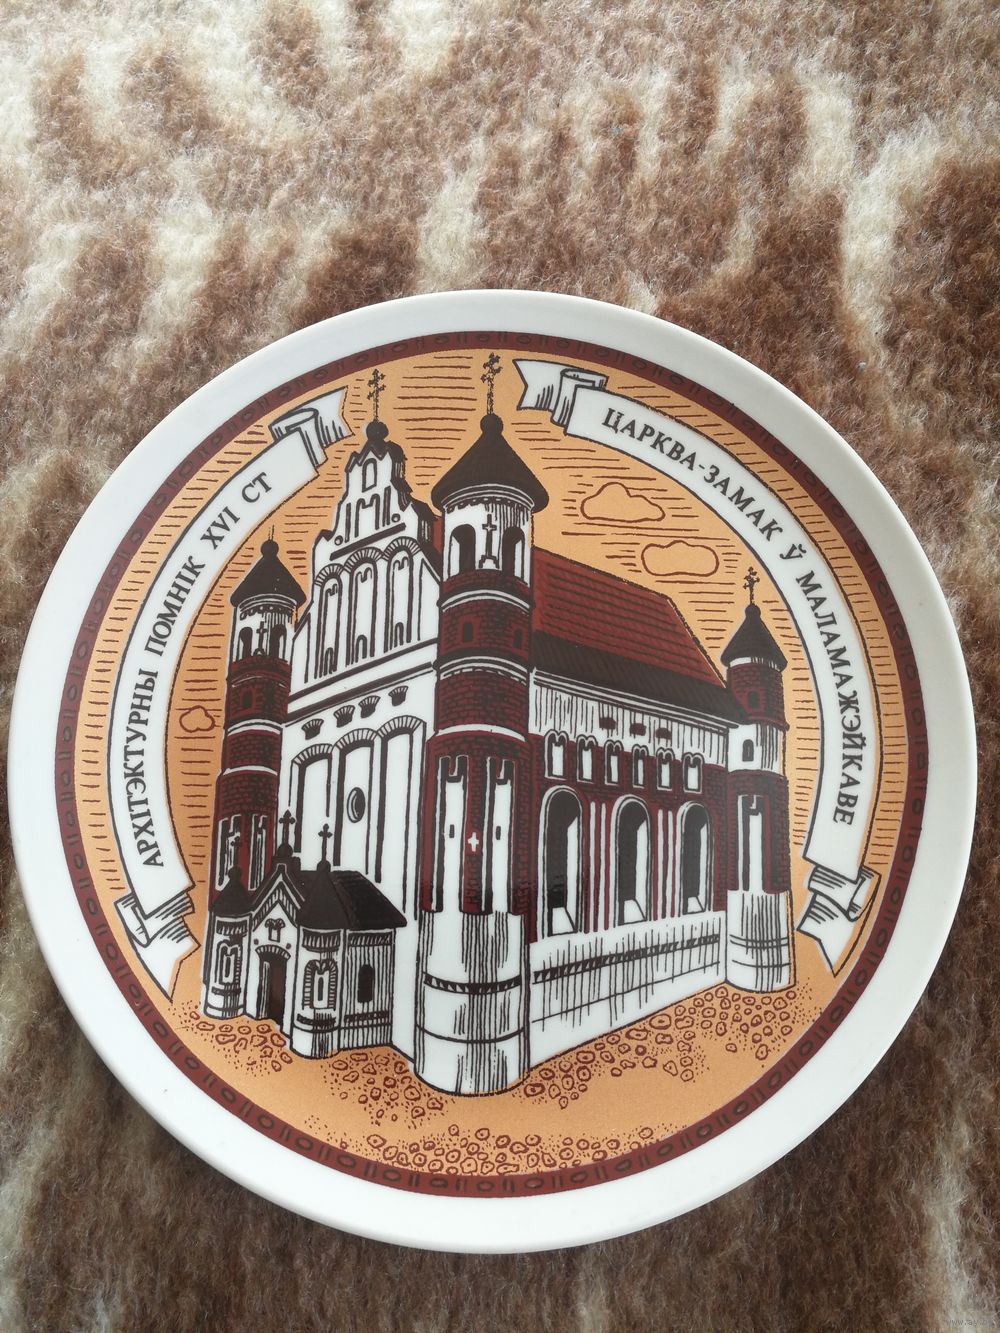 АРХІТЭКТУРНЫ ПОМНІК XVI СТ
ЦАРКВА-ЗАМАК Ў МАЛАМАЖЭЙКАВЕ